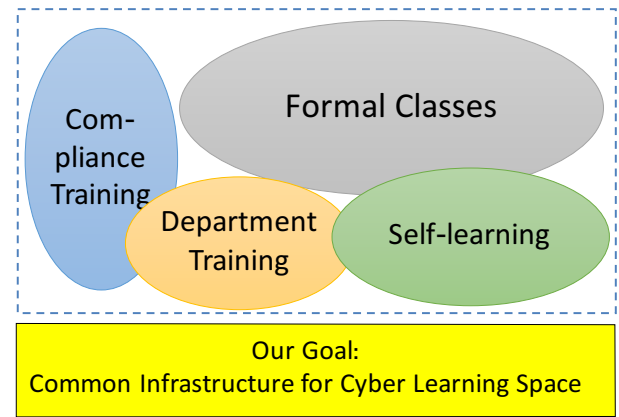 Com-
pliance
Training
Formal Classes
Department
Training
Self-learning
Our Goal:
Common Infrastructure for Cyber Learning Space